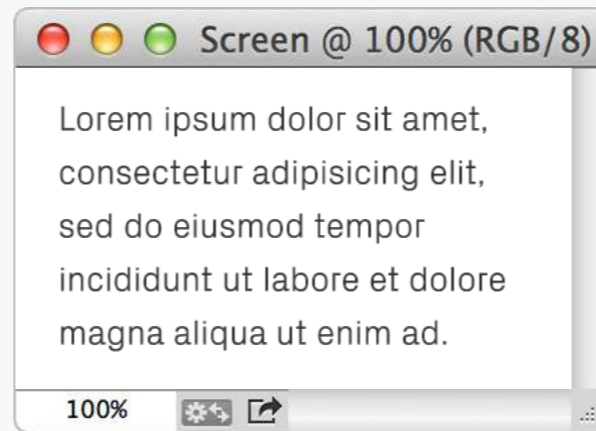 Screen @ 100% (RGB/8)
Lorem ipsum dolor sit amet,
consectetur adipisicing elit,
sed do eiusmod tempor
incididunt ut labore et dolore
magna aliqua ut enim ad.
100%